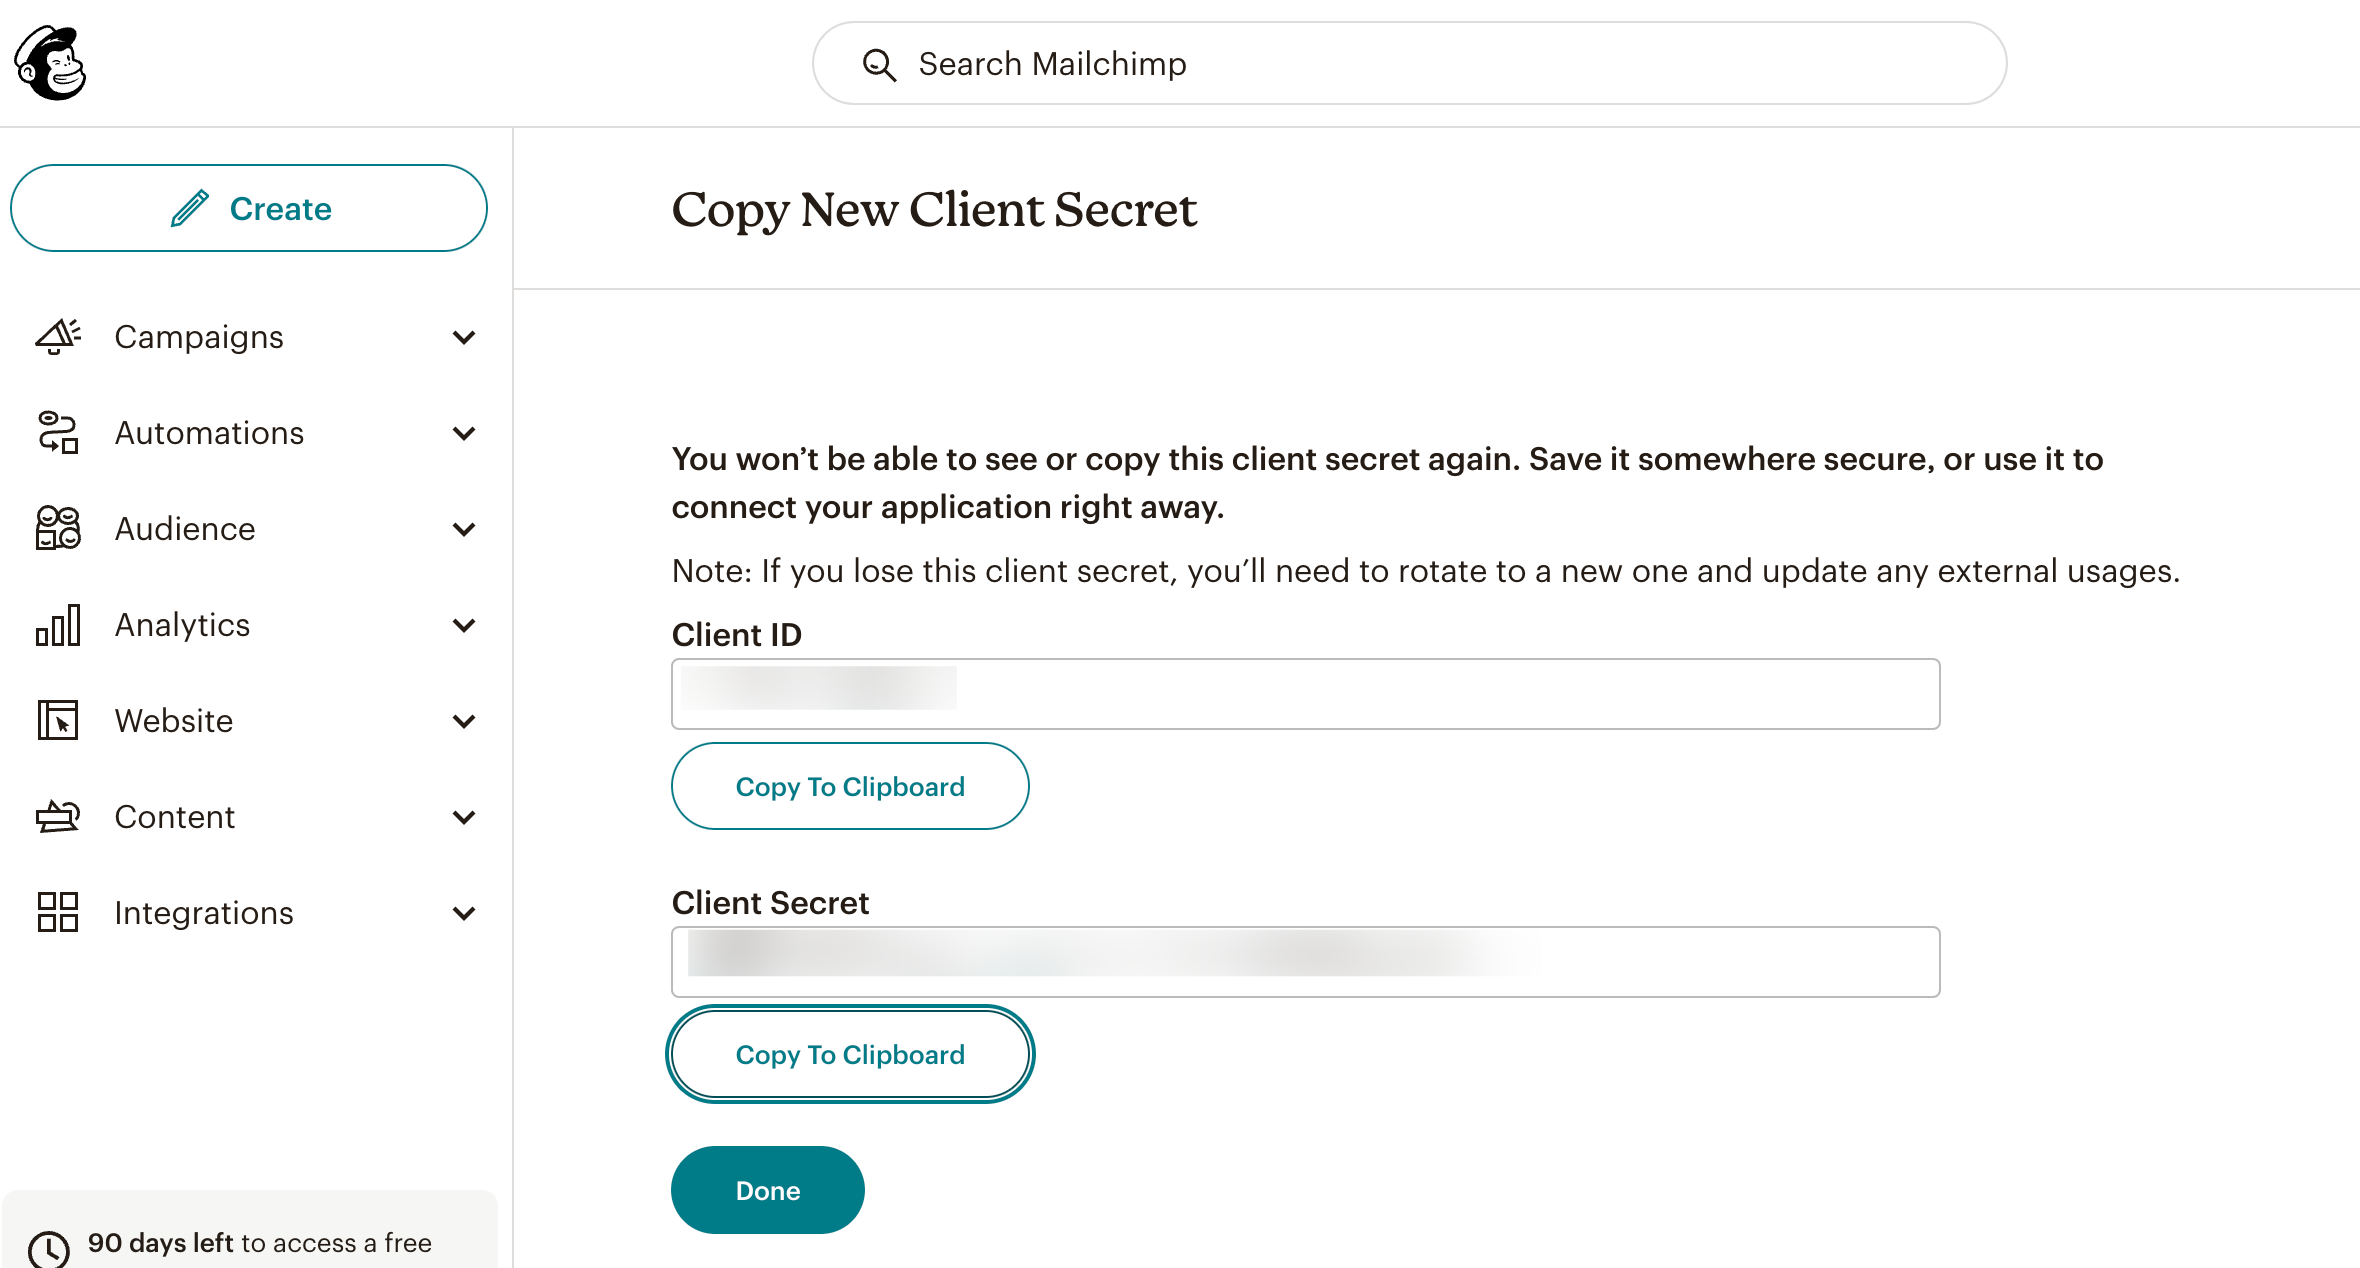 Search Mailchimp
Create
Campaigns
Automations
Audience
Analytics
Website
Content
Integrations
90 days left to access a free
Copy New Client Secret
You won’t be able to see or copy this client secret again. Save it somewhere secure, or use it to
connect your application right away.
Note: If you lose this client secret, you’ll need to rotate to a new one and update any external usages.
Client ID
Copy To Clipboard
Client Secret
Copy To Clipboard
Done